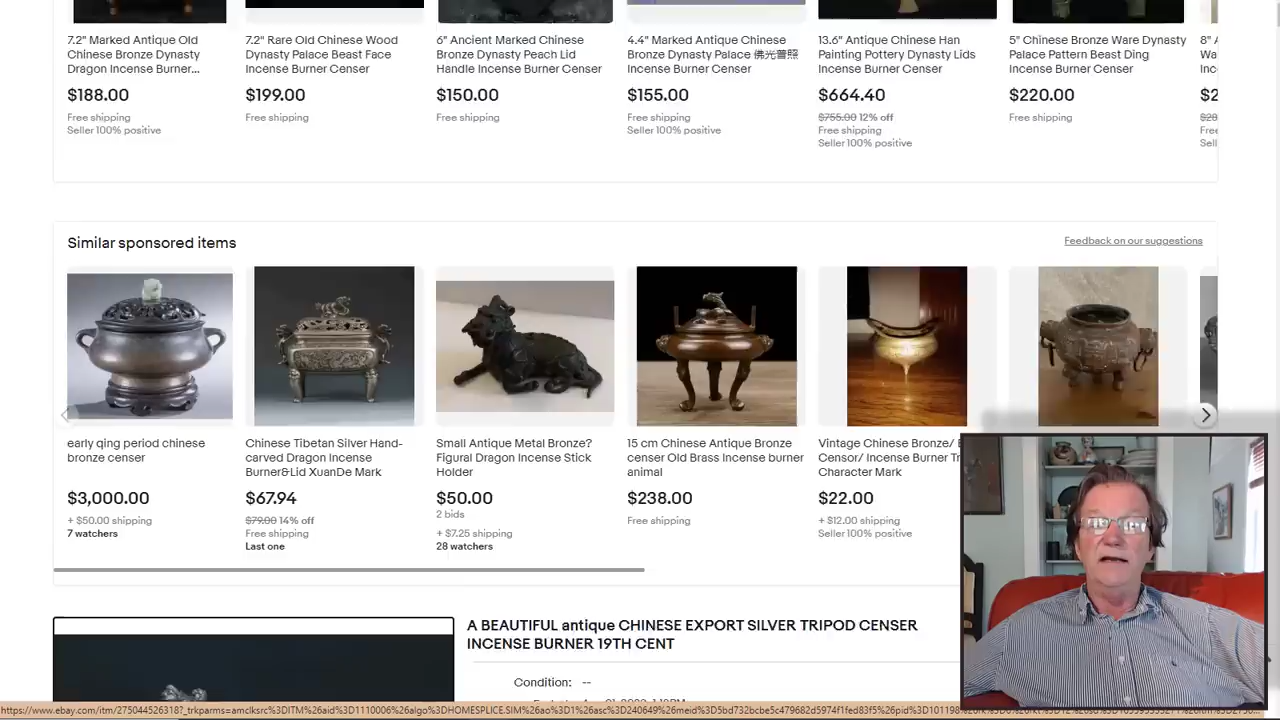 7.2" Marked Antique Old
Chinese Bronze Dynasty
Dragon Incense Burner...
$188.00
Free shipping
Seller 100% positive
7.2" Rare Old Chinese Wood
Dynasty Palace Beast Face
Incense Burner Censer
$199.00
Free shipping
6" Ancient Marked Chinese
Bronze Dynasty Peach Lid
Handle Incense Burner Censer
$150.00
Free shipping
4.4" Marked Antique Chinese
Bronze Dynasty Palace 佛光普照
Incense Burner Censer
$155.00
Free shipping
Seller 100% positive
13.6" Antique Chinese Han
Painting Pottery Dynasty Lids
Incense Burner Censer
$664.40
$755.00 12% off
Free shipping
Seller 100% positive
5" Chinese Bronze Ware Dynasty
Palace Pattern Beast Ding
Incense Burner Censer
$220.00
Free shipping
8"
Similar sponsored items
Feedback on our suggestions
early qing period chinese
bronze censer
$3,000.00
+ $50.00 shipping
7 watchers
Chinese Tibetan Silver Hand-
carved Dragon Incense
Burner&Lid XuanDe Mark
$67.94
$79.00 14% off
Free shipping
Last one
Small Antique Metal Bronze?
Figural Dragon Incense Stick
Holder
$50.00
2 bids
+ $7.25 shipping
28 watchers
15 cm Chinese Antique Bronze
censer Old Brass Incense burner
animal
$238.00
Free shipping
Vintage Chinese Bronze/
Censor/ Incense Burner
Character Mark
$22.00
+ $12.00 shipping
Seller 100% positive
A BEAUTIFUL antique CHINESE EXPORT SILVER TRIPOD CENSER
INCENSE BURNER 19TH CENT
Condition: --